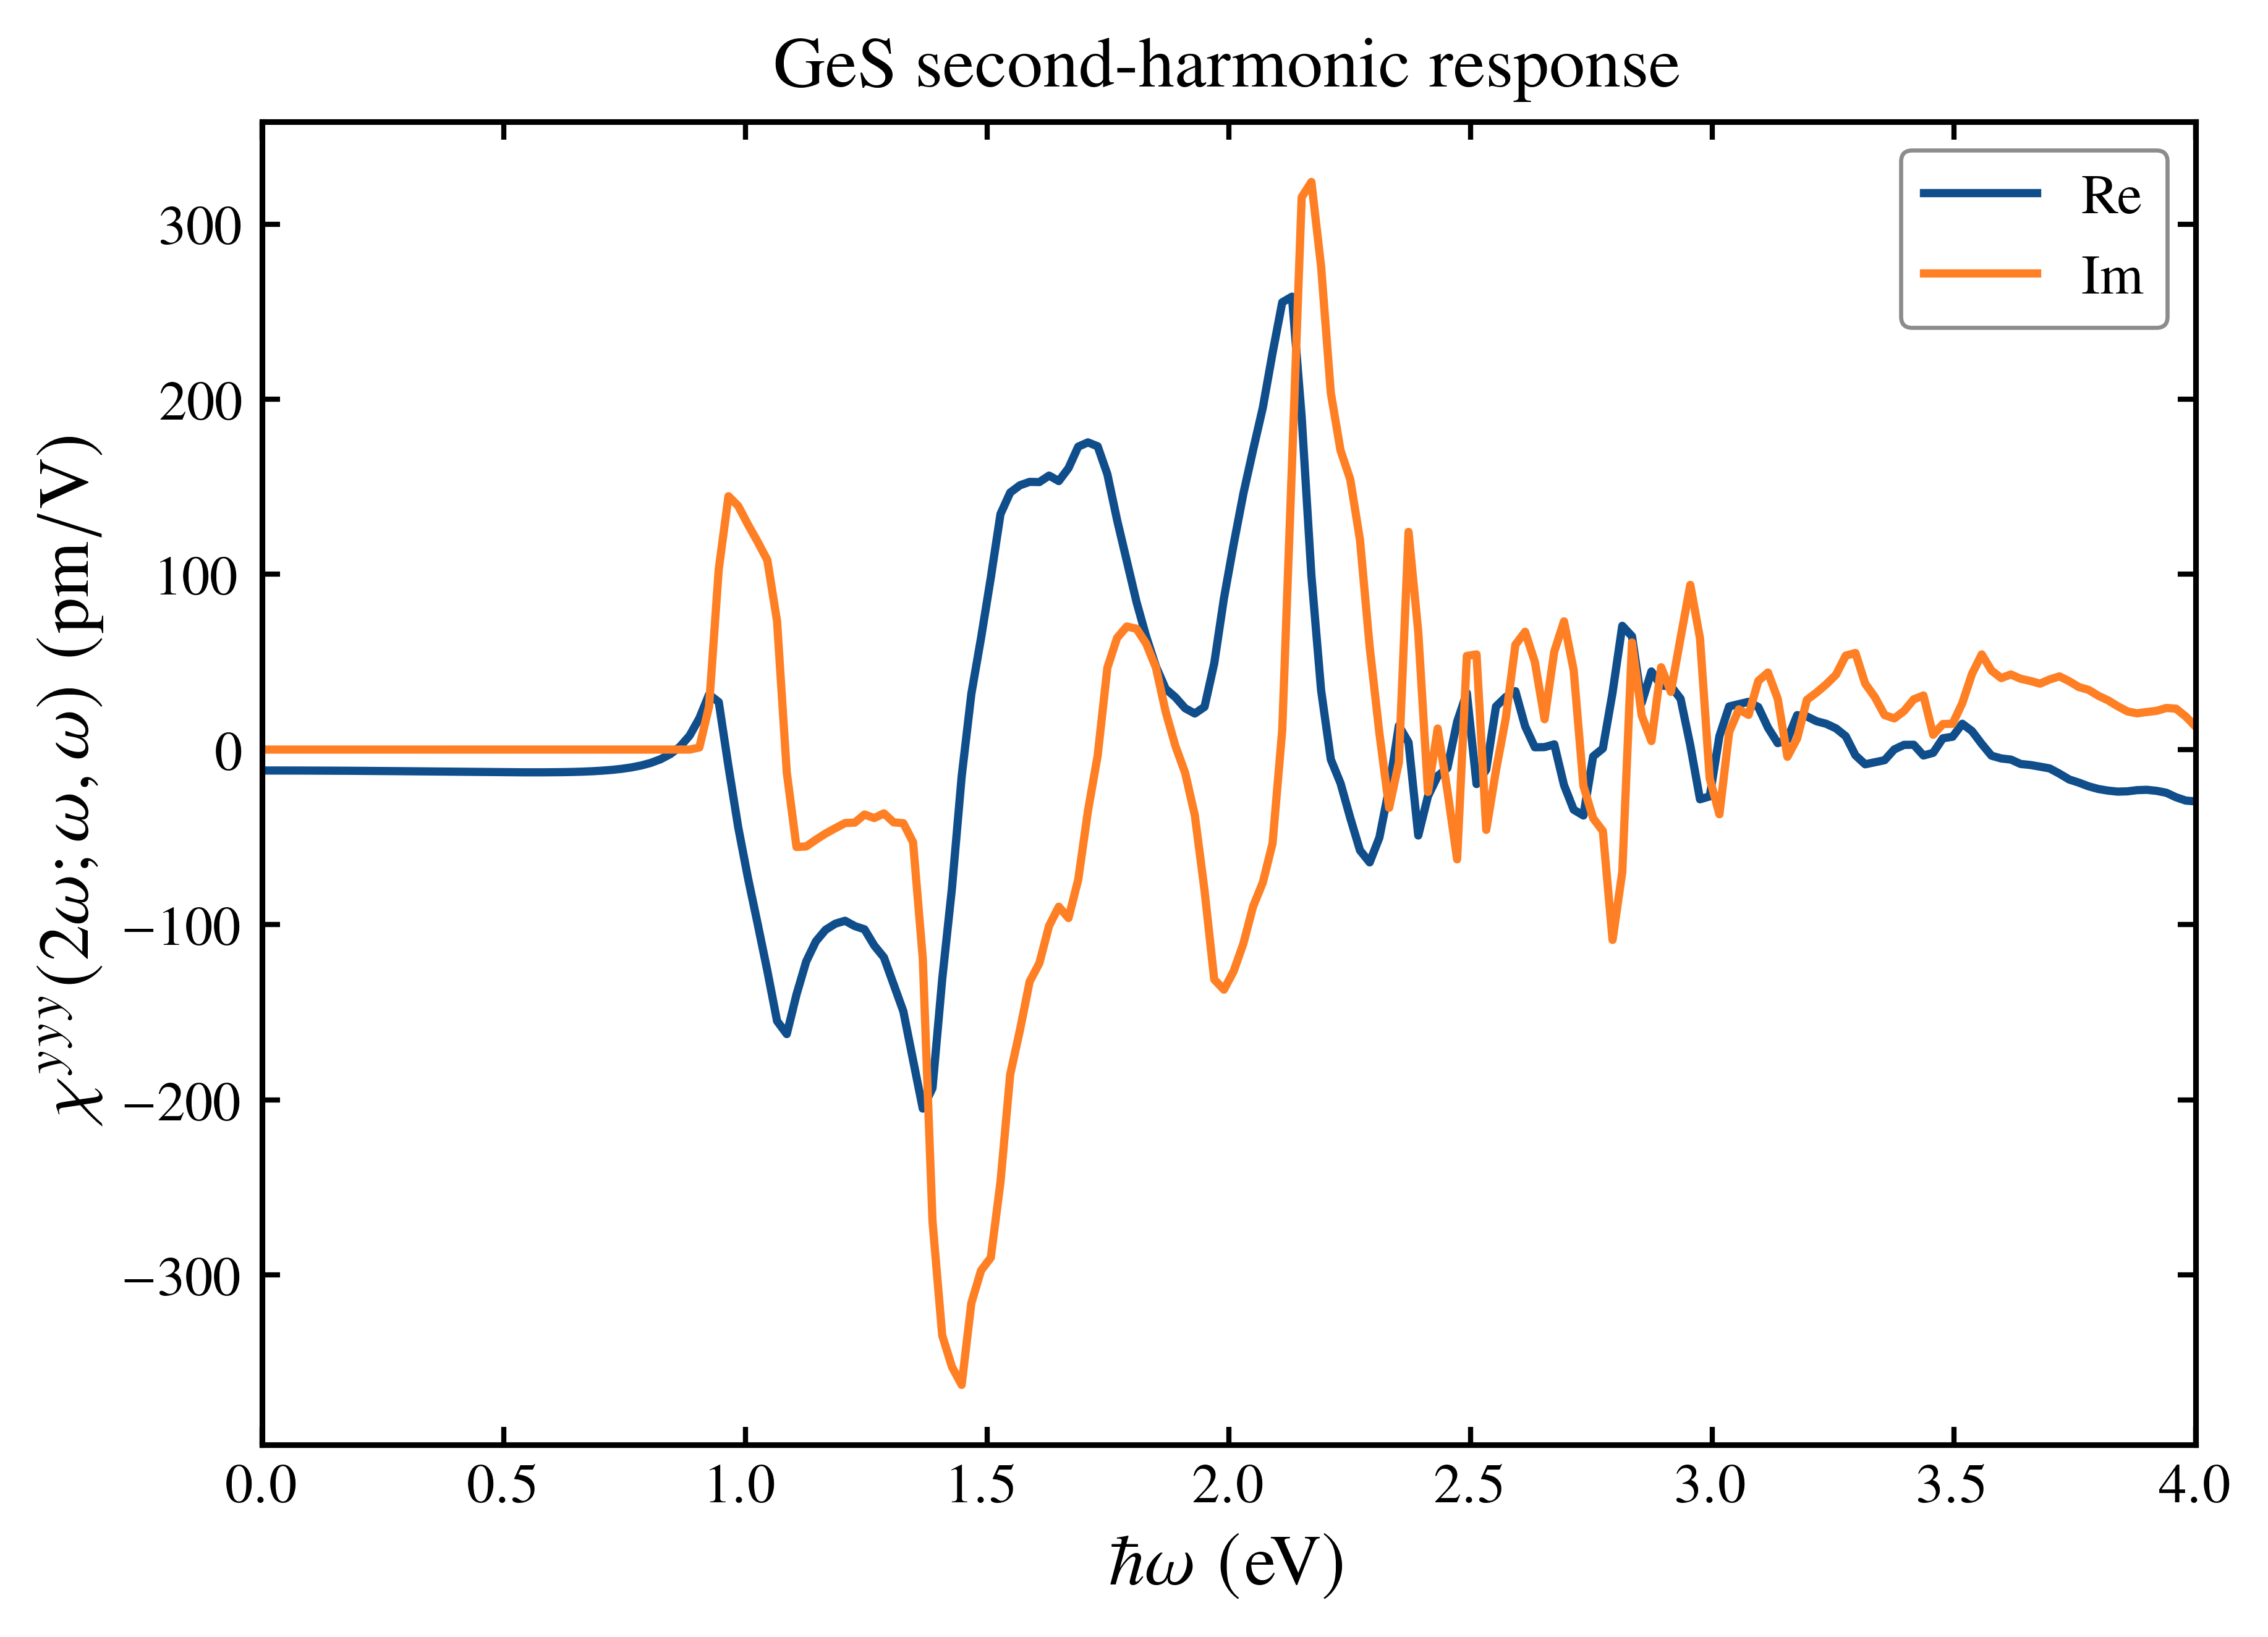 GeS second-harmonic response
χ^{yyy}(2ω; ω, ω) (pm/V)
300
200
100
0
−100
−200
−300
Re
Im
0.0 0.5 1.0 1.5 2.0 2.5 3.0 3.5 4.0
ħω (eV)